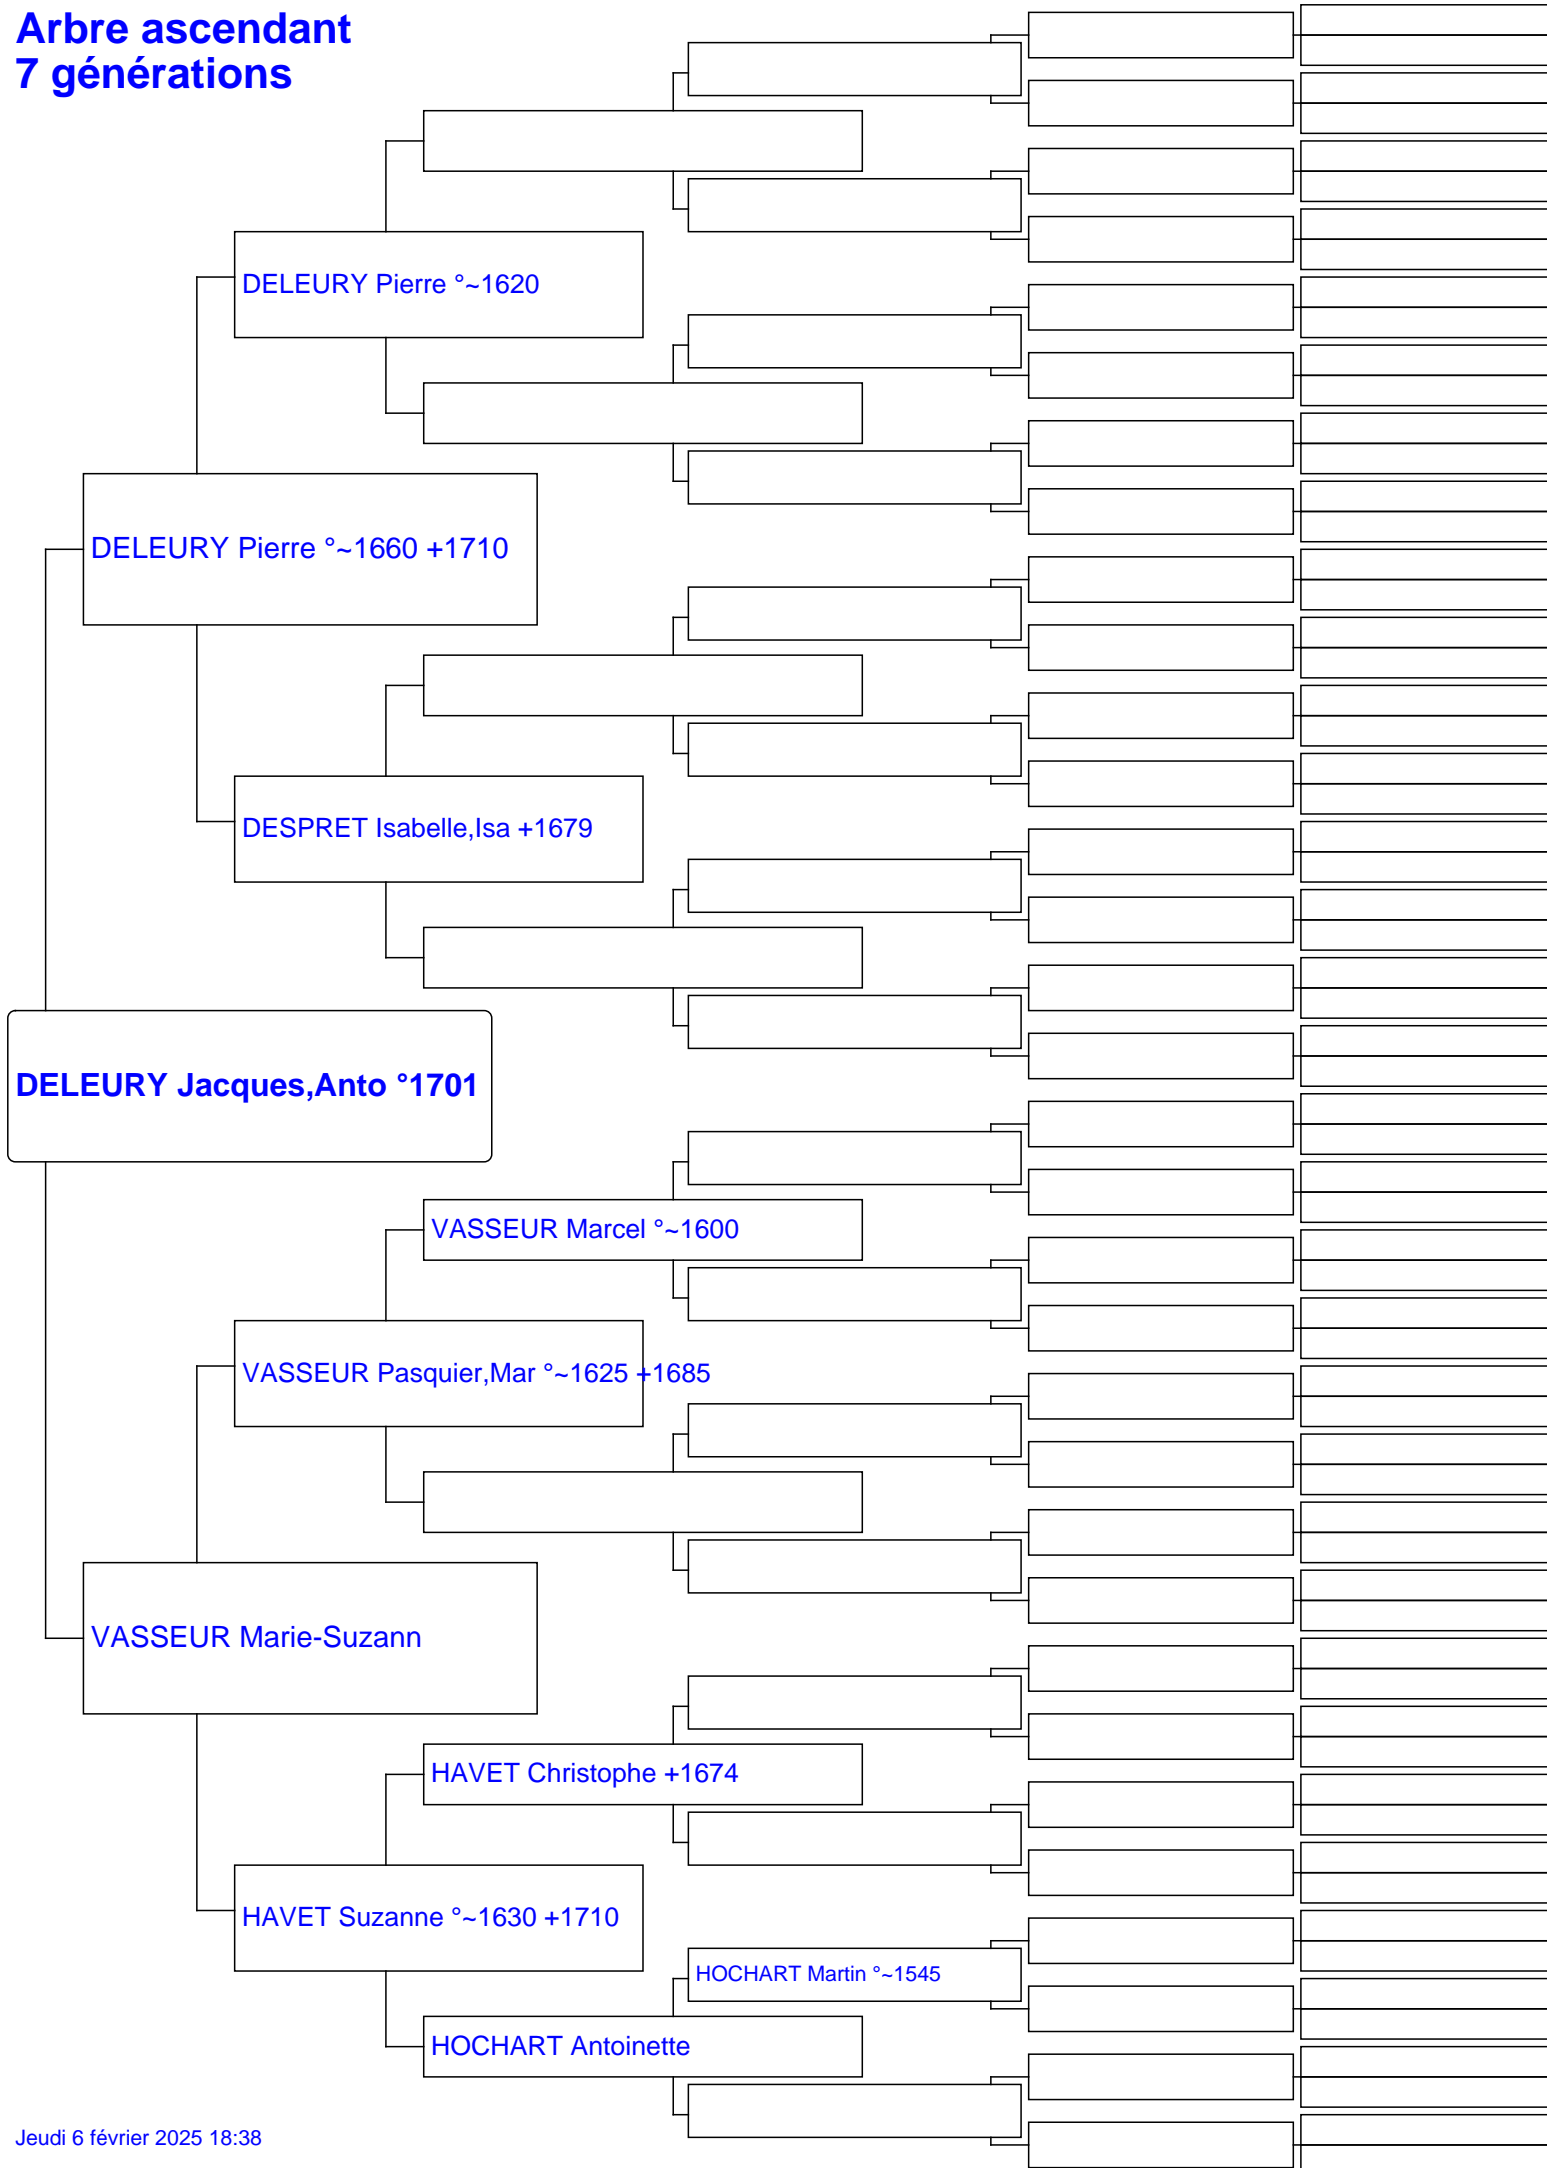 Arbre ascendant
7 générations
DELEURY Pierre °~1620
DELEURY Pierre °~1660 +1710
DESPRET Isabelle,Isa +1679
DELEURY Jacques,Anto °1701
VASSEUR Marcel °~1600
VASSEUR Pasquier,Mar °~1625 +1685
VASSEUR Marie-Suzann
HAVET Christophe +1674
HAVET Suzanne °~1630 +1710
HOCHART Martin °~1545
HOCHART Antoinette
Jeudi 6 février 2025 18:38